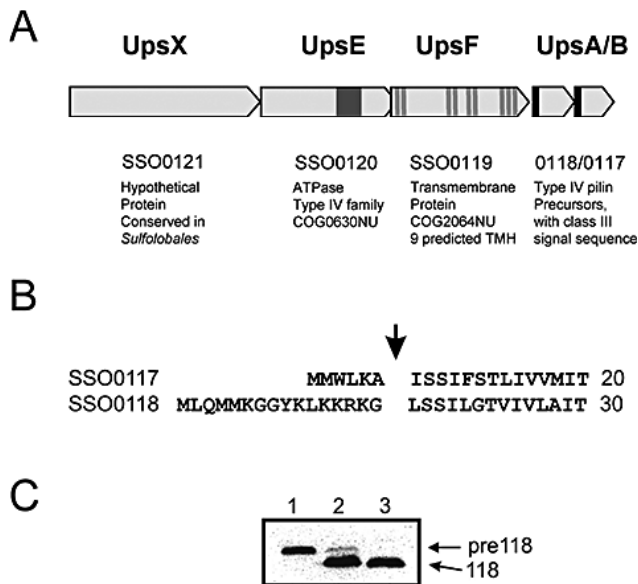 A
UpsX UpsE UpsF UpsA/B
SSO0121 SSO0120 SSO0119 0118/0117
Hypothetical ATPase Transmembrane Type IV pilin
Protein Type IV family Protein Precursors,
Conserved in COG0630NU COG2064NU with class III
Sulfolobales 9 predicted TMH signal sequence
B
SSO0117 MMWLKA ISSIFSTLIVVMIT 20
SSO0118 MLQMMKGGYKLKKRKG LSSILGTVIVLAIT 30
C
1 2 3
pre118
118